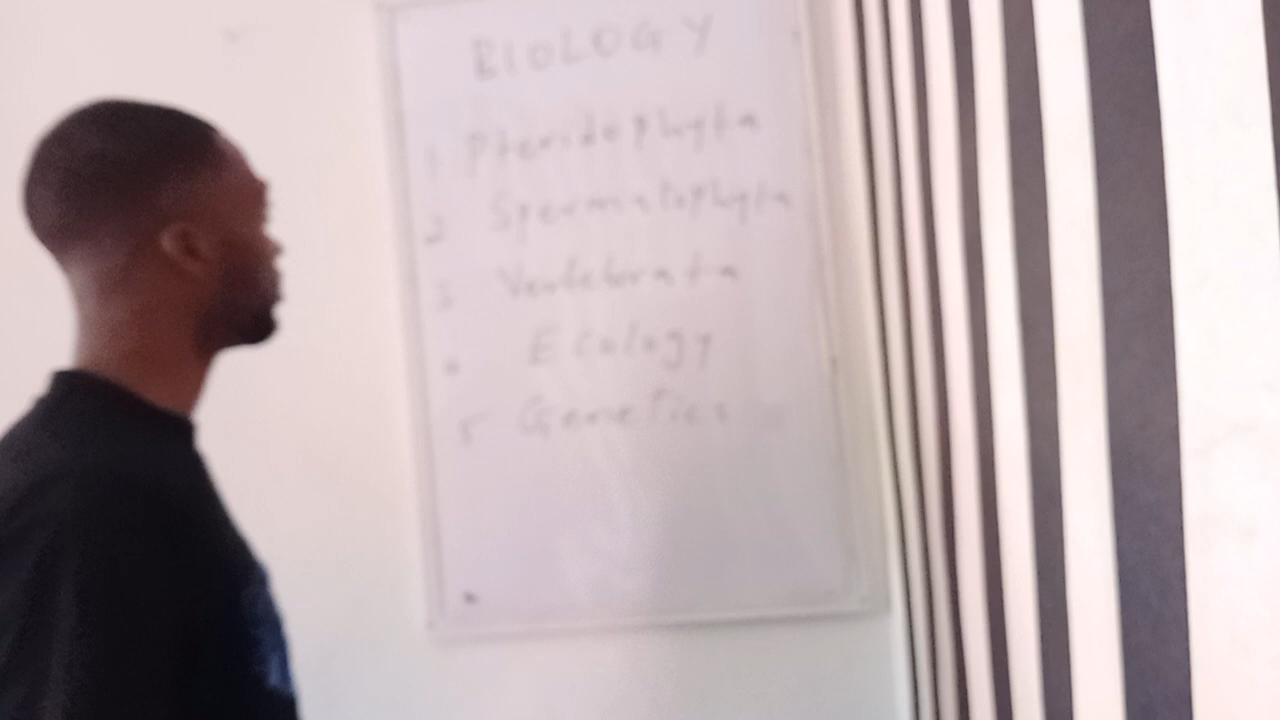 BIOLOGY
1 Pteridophyta
2 Spermatophyta
3 Vertebrata
4 Ecology
5 Genetics